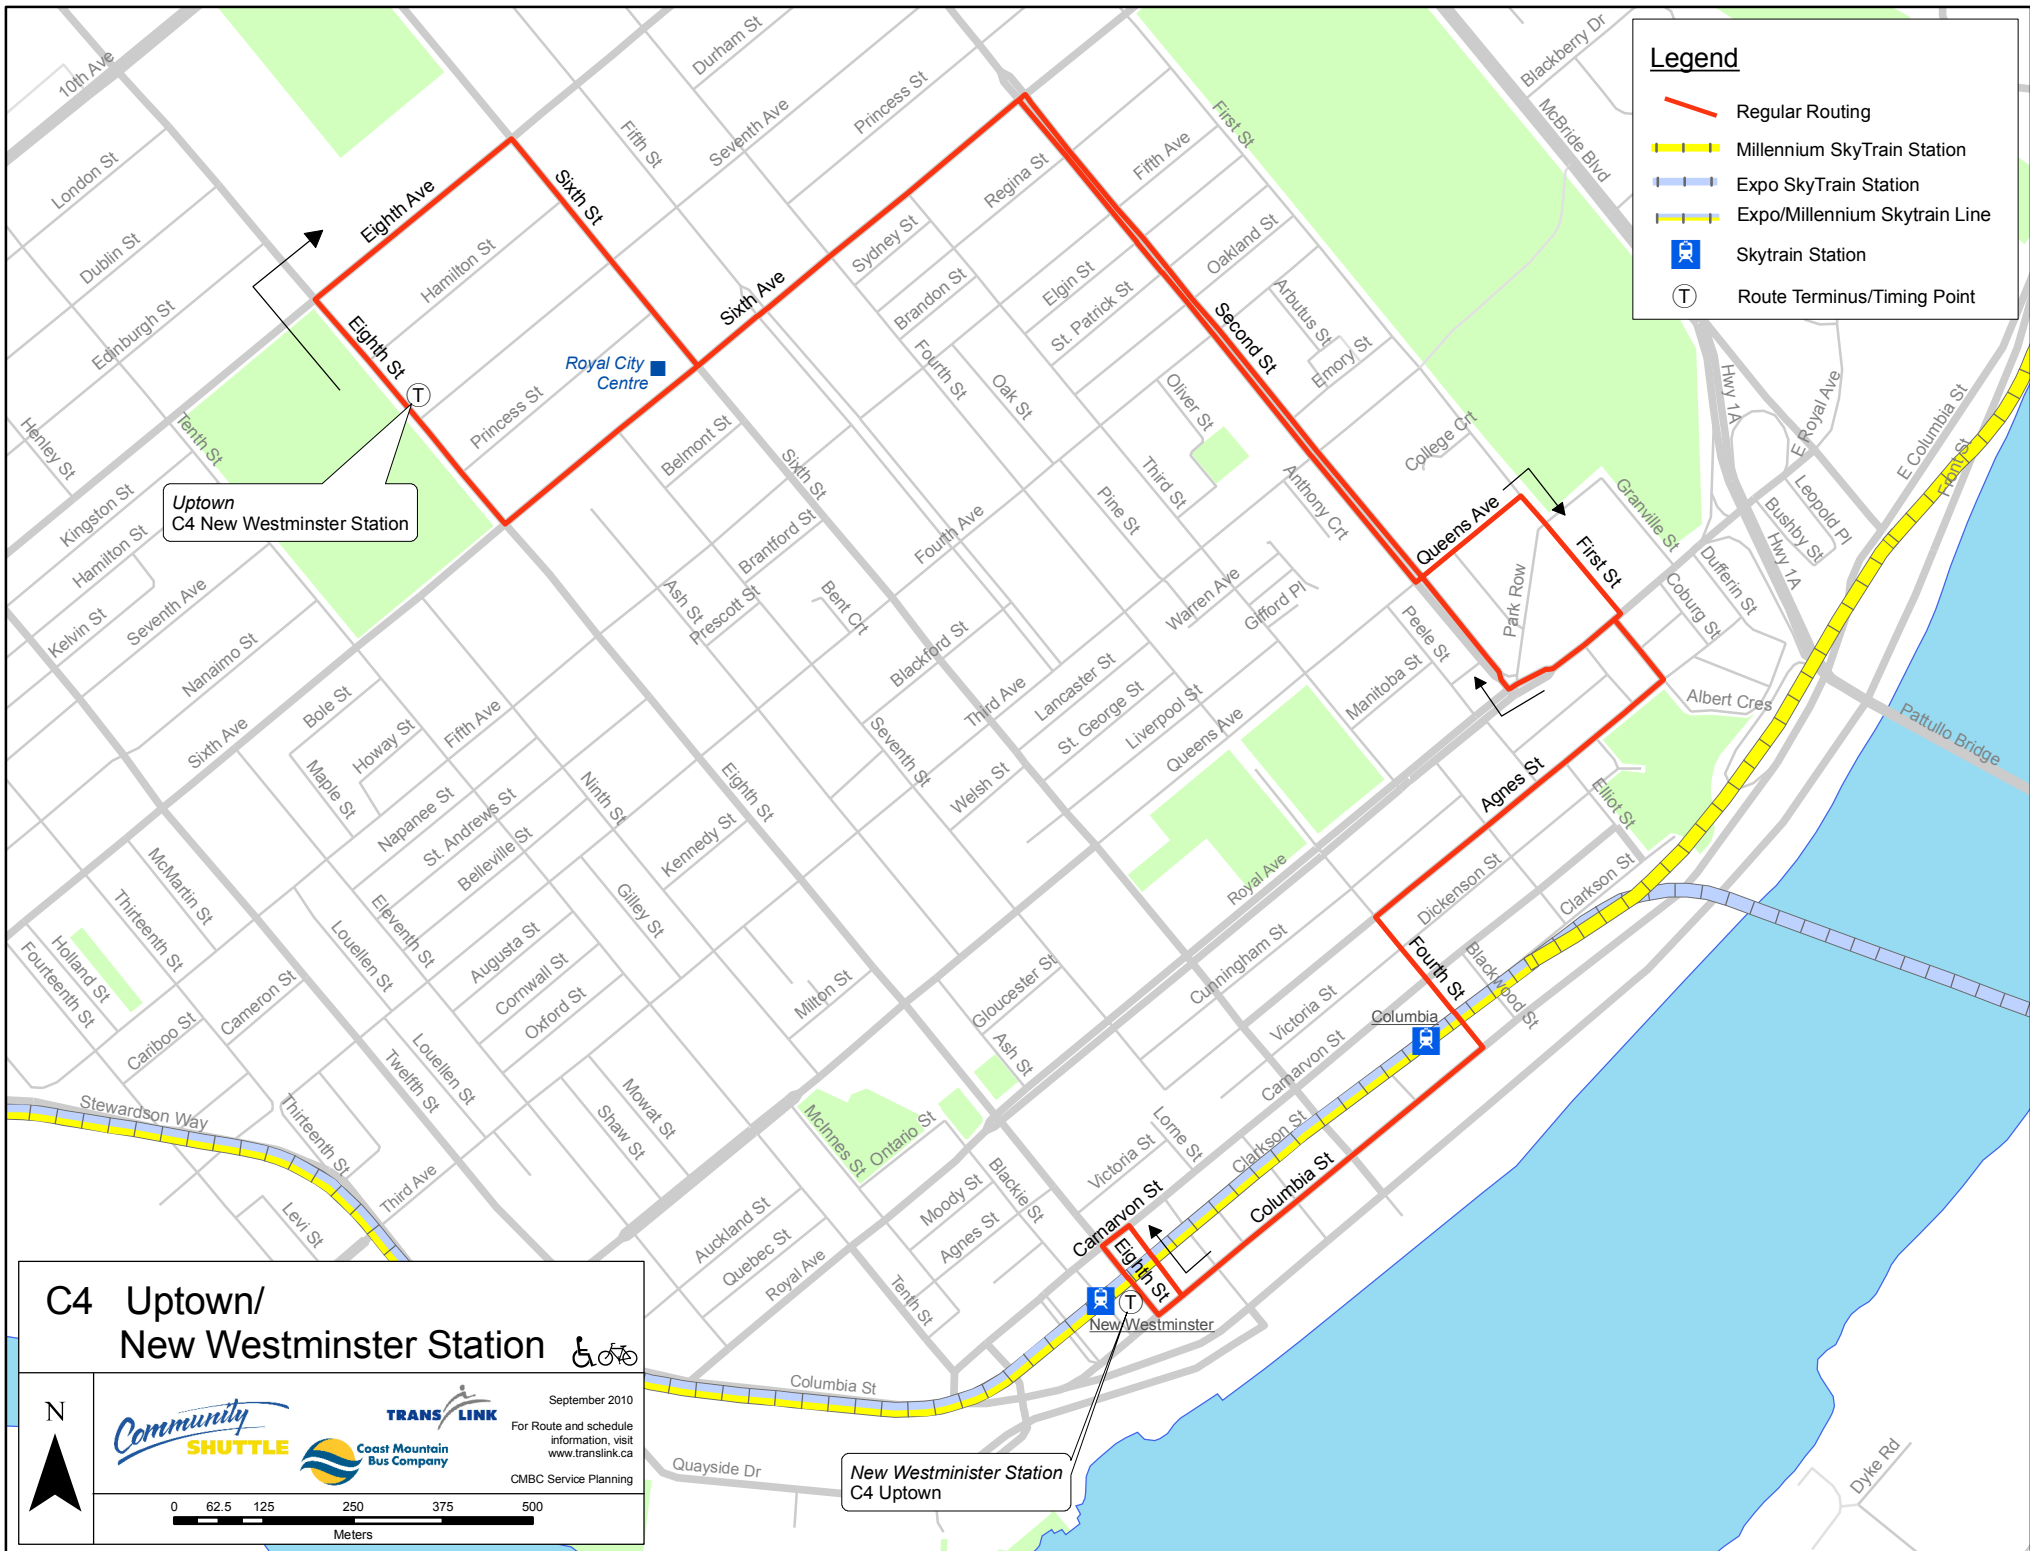 Legend
Regular Routing
Millennium SkyTrain Station
Expo SkyTrain Station
Expo/Millennium Skytrain Line
Skytrain Station
T
Route Terminus/Timing Point
10th Ave
London St
Dublin St
Edinburgh St
Henley St
Tenth St
Kingston St
Hamilton St
Kelvin St
Seventh Ave
Nanaimo St
Sixth Ave
Durham St
Princess St
Seventh Ave
Fifth St
Eighth Ave
Sixth St
Hamilton St
Eighth St
T
Princess St
Royal City
Centre
Sixth Ave
Uptown
C4 New Westminster Station
First St
Fifth Ave
Regina St
Sydney St
Brandon St
Elgin St
St. Patrick St
Oakland St
Arbutus St
Emory St
Second St
Fourth St
Oak St
Oliver St
Third St
Pine St
Anthony Crt
College Crt
Blackberry Dr
McBride Blvd
Hwy 1A
E Royal Ave
E Columbia St
Front St
Leopold Pl
Bushby St
Hwy 1A
Granville St
Dufferin St
Coburg St
Queens Ave
First St
Park Row
Albert Cres
Pattullo Bridge
Belmont St
Sixth St
Brantford St
Ash St
Prescott St
Bent Crt
Fourth Ave
Blackford St
Third Ave
Lancaster St
St. George St
Liverpool St
Queens Ave
Warren Ave
Gifford Pl
Peele St
Manitoba St
Bole St
Howay St
Maple St
Fifth Ave
Napanee St
St. Andrews St
Belleville St
Ninth St
Eighth St
Seventh St
Welsh St
Kennedy St
Gilley St
Agnes St
Elliot St
Royal Ave
Dickenson St
Clarkson St
Fourth St
Blackwood St
Columbia
Cunningham St
Victoria St
Carnarvon St
McMartin St
Thirteenth St
Holland St
Fourteenth St
Louellen St
Eleventh St
Augusta St
Cornwall St
Oxford St
Cameron St
Cariboo St
Milton St
Gloucester St
Ash St
Louellen St
Twelfth St
Mowat St
Shaw St
McInnes St
Ontario St
Stewardson Way
Thirteenth St
Third Ave
Levi St
Lorne St
Victoria St
Clarkson St
Columbia St
Blackie St
Moody St
Agnes St
Auckland St
Quebec St
Royal Ave
Tenth St
Carnarvon St
Eighth St
T
New Westminster
Columbia St
Quayside Dr
Dyke Rd
New Westminister Station
C4 Uptown
C4 Uptown/
New Westminster Station
N
Community
SHUTTLE
TRANS LINK
Coast Mountain
Bus Company
September 2010
For Route and schedule
information, visit
www.translink.ca
CMBC Service Planning
0 62.5 125 250 375 500
Meters